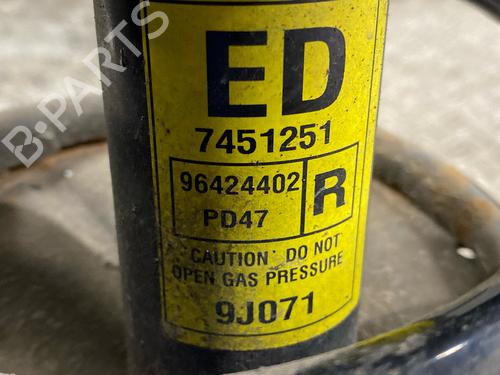 B-PARTS
ED
7451251
96424402
PD47
R
CAUTION DO NOT
OPEN GAS PRESSURE
9J071